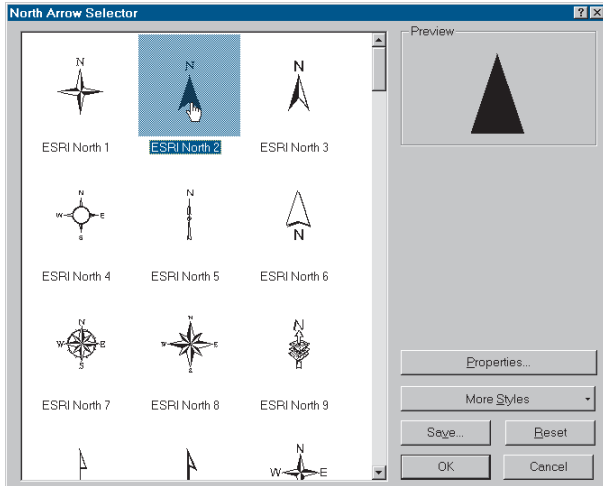 North Arrow Selector
Preview
N
N
N
ESRI North 1
ESRI North 2
ESRI North 3
N
W E
S
N
N
ESRI North 4
ESRI North 5
ESRI North 6
N
W E
S
N
W E
S
N
ESRI North 7
ESRI North 8
ESRI North 9
N
W E
Properties...
More Styles
Save...
Reset
OK
Cancel